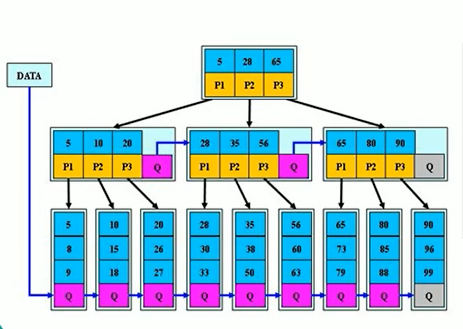 5 28 65
DATA
P1 P2 P3
5 10 20
28 35 56
65 80 90
P1 P2 P3 Q
P1 P2 P3 Q
P1 P2 P3 Q
5 10 20 28 35 56 65 80 90
8 15 26 30 38 60 73 85 96
9 18 27 33 50 63 79 88 99
Q Q Q Q Q Q Q Q Q